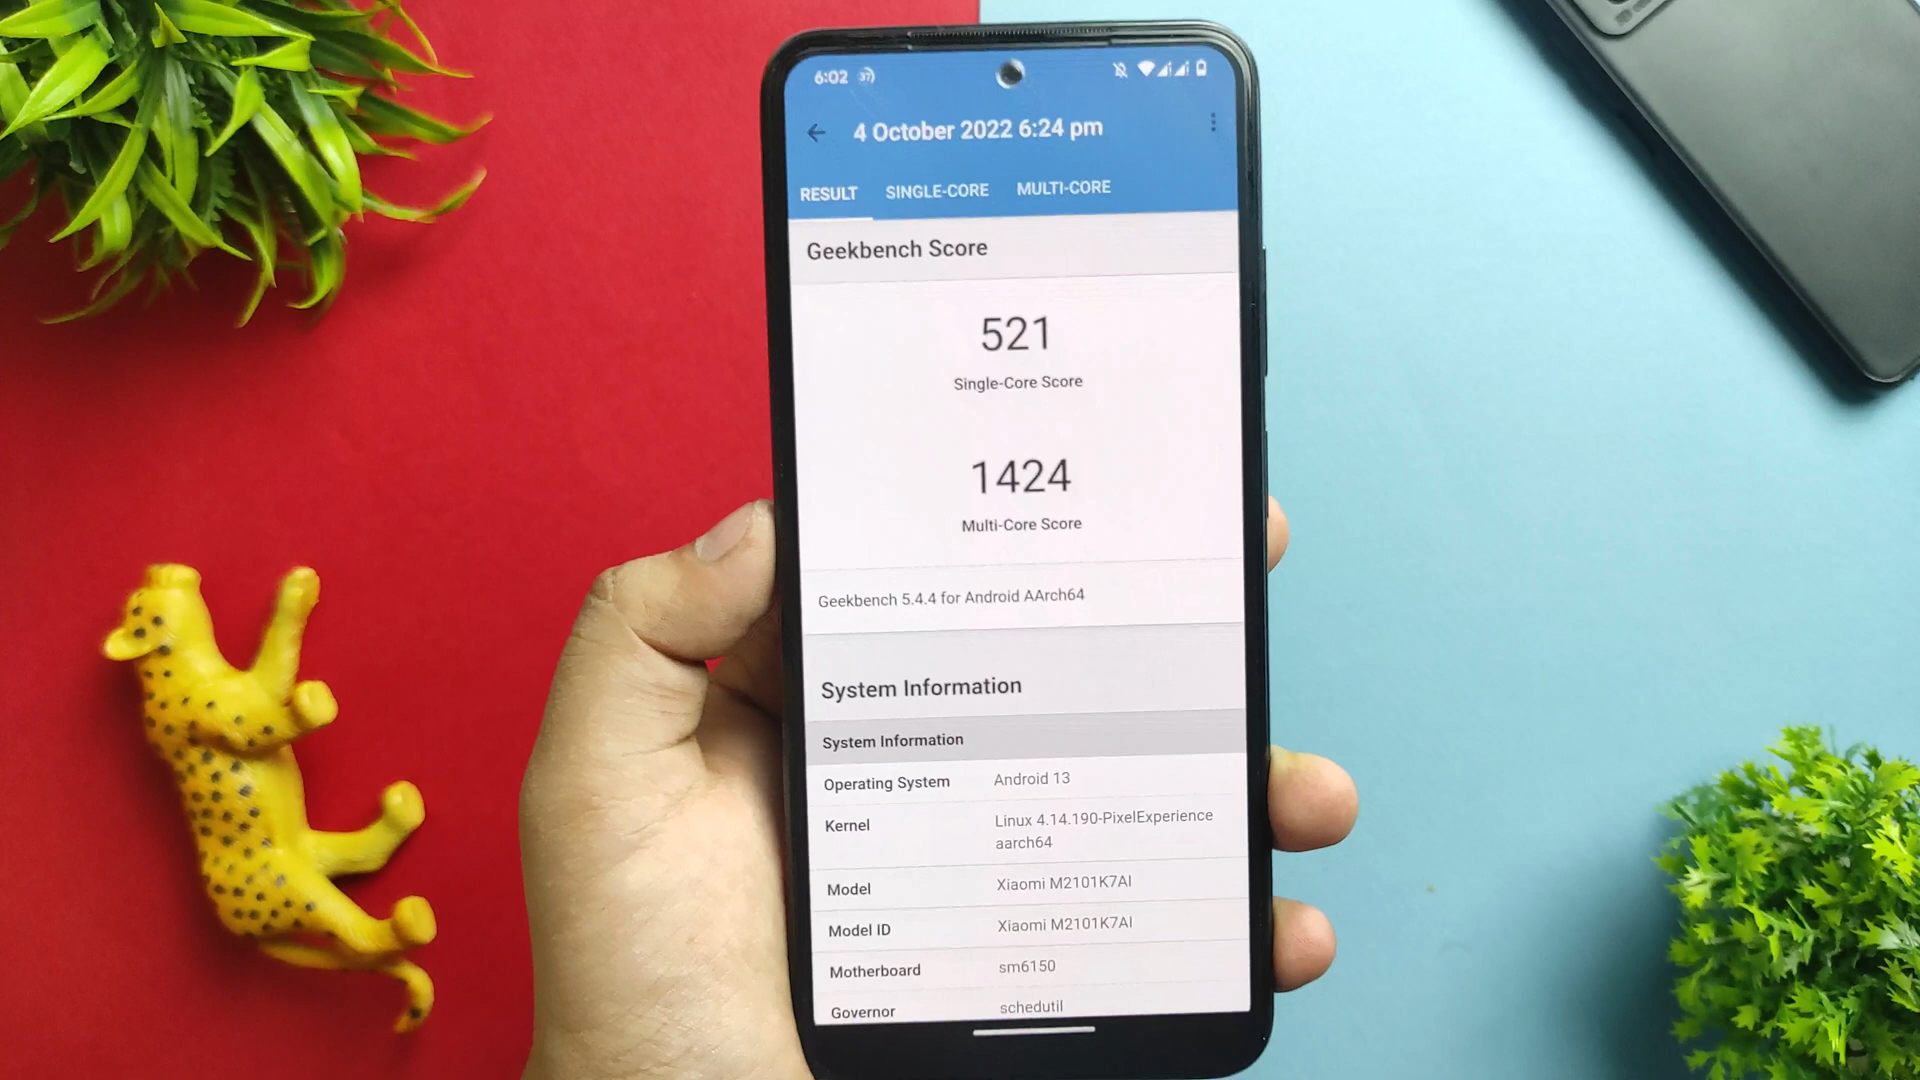 6:02 37
4 October 2022 6:24 pm
RESULT SINGLE-CORE MULTI-CORE
Geekbench Score
521
Single-Core Score
1424
Multi-Core Score
Geekbench 5.4.4 for Android AArch64
System Information
System Information
Operating System Android 13
Kernel Linux 4.14.190-PixelExperience
aarch64
Model Xiaomi M2101K7AI
Model ID Xiaomi M2101K7AI
Motherboard sm6150
Governor schedutil